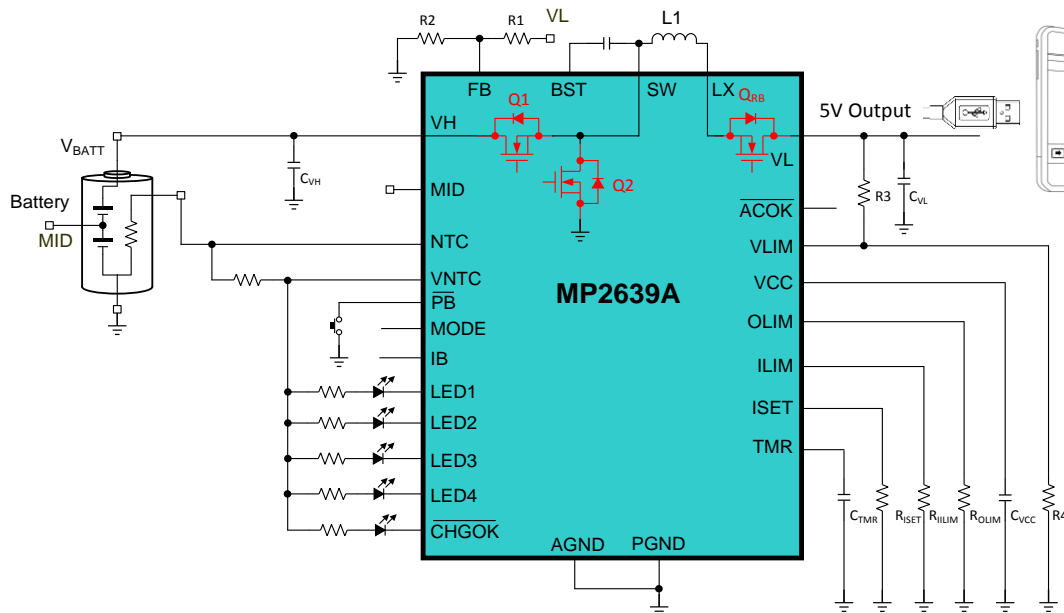 R2
R1
VL
L1
FB
BST
SW
LX
Q1
QRB
5V Output
VH
VL
VBATT
CVH
Q2
R3
CVL
MID
Battery
MID
ACOK
NTC
VLIM
VNTC
VCC
PB
MP2639A
OLIM
MODE
IB
ILIM
LED1
ISET
LED2
TMR
LED3
LED4
CTMR
RISET
RIILIM
ROLIM
CVCC
R4
CHGOK
AGND
PGND